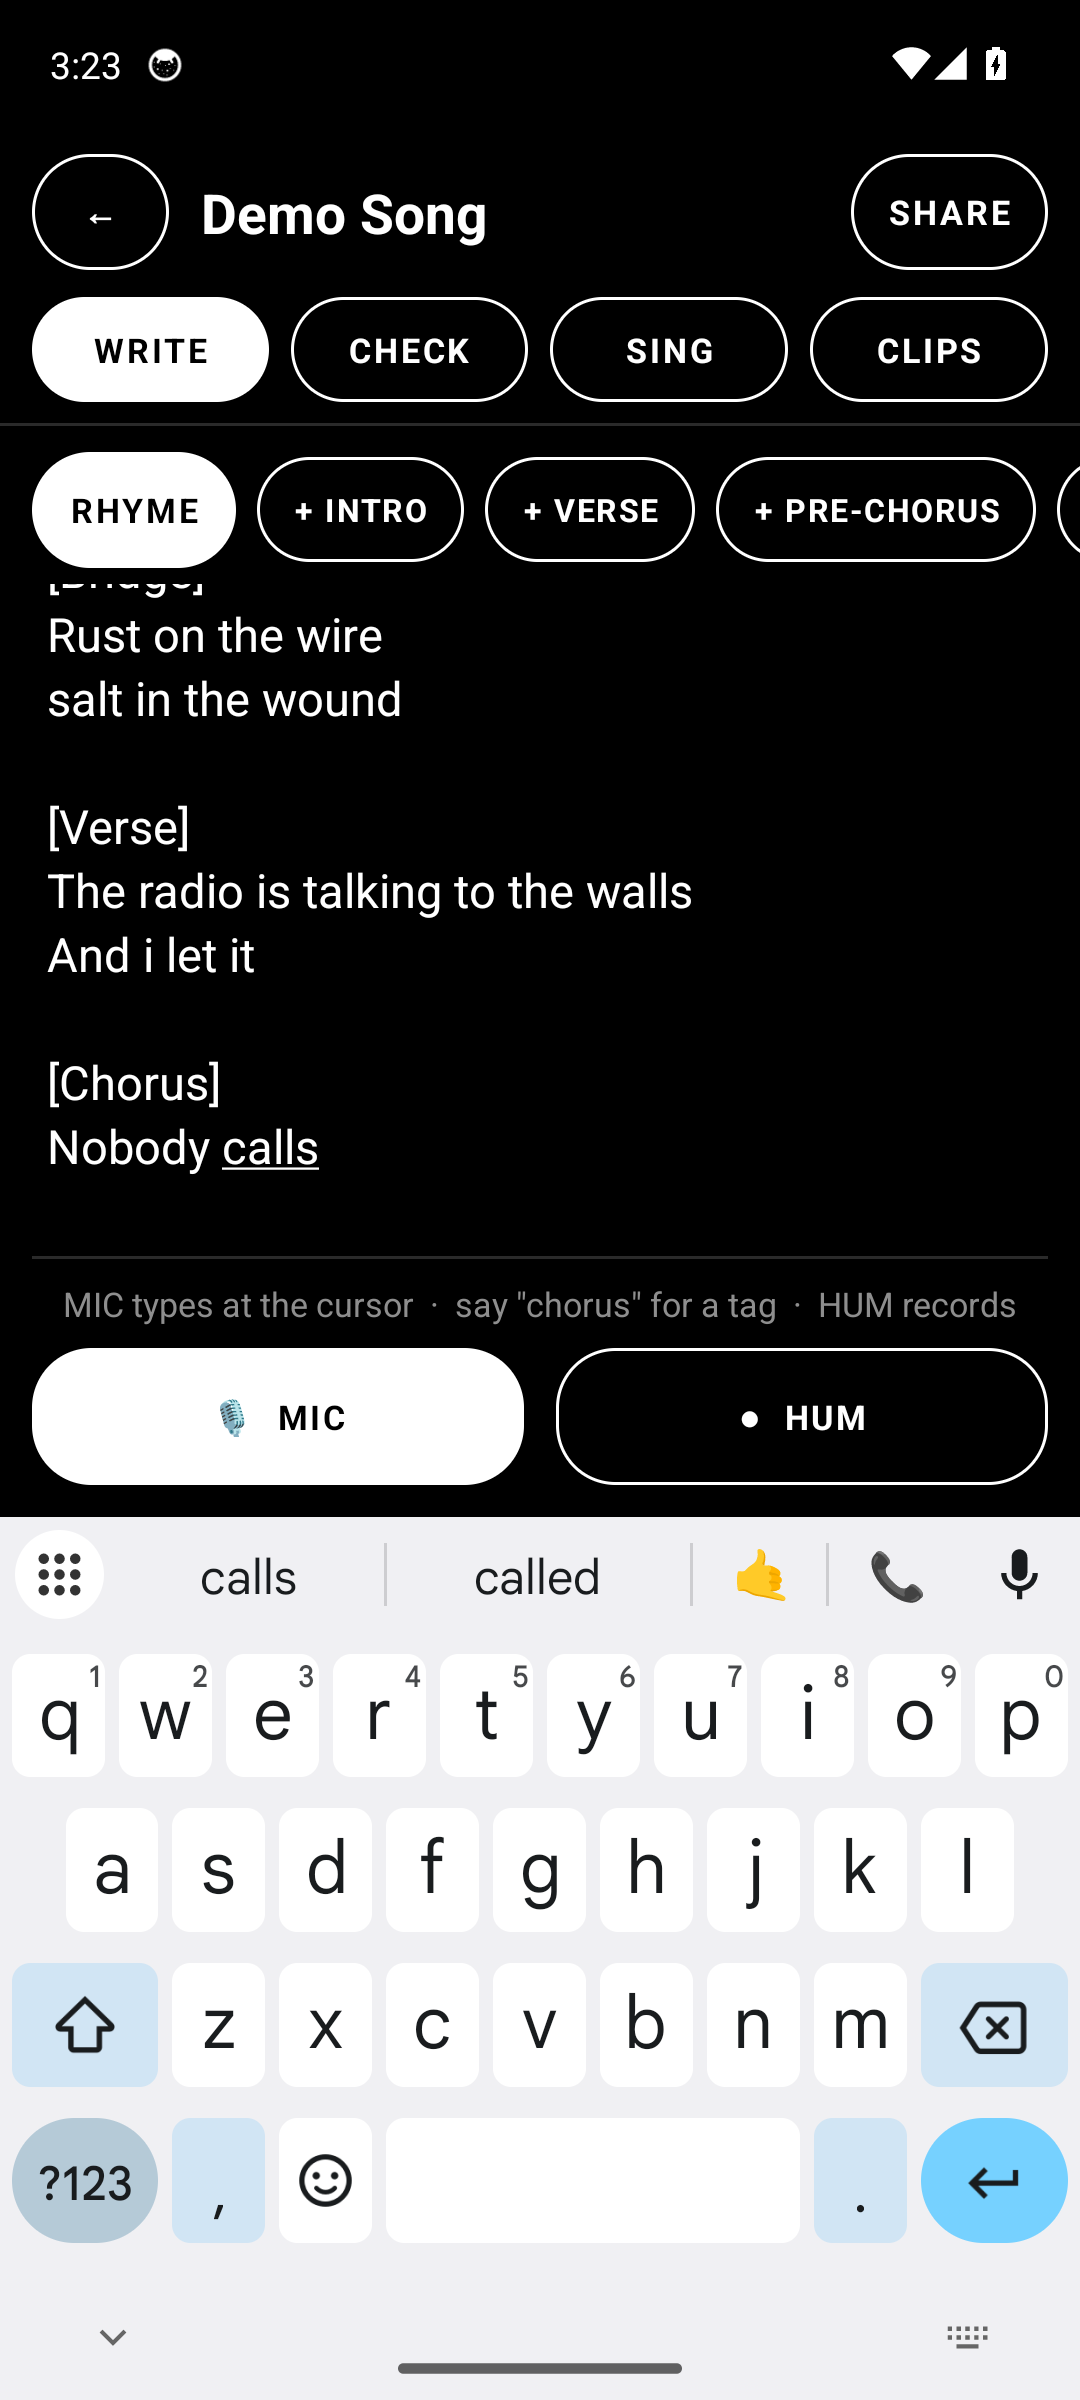 3:23
← Demo Song SHARE
WRITE CHECK SING CLIPS
RHYME + INTRO + VERSE + PRE-CHORUS
[Bridge]
Rust on the wire
salt in the wound
[Verse]
The radio is talking to the walls
And i let it
[Chorus]
Nobody calls
MIC types at the cursor · say "chorus" for a tag · HUM records
🎙️ MIC ● HUM
calls called 🤙 📞
q 1 w 2 e 3 r 4 t 5 y 6 u 7 i 8 o 9 p 0
a s d f g h j k l
z x c v b n m
?123 , .